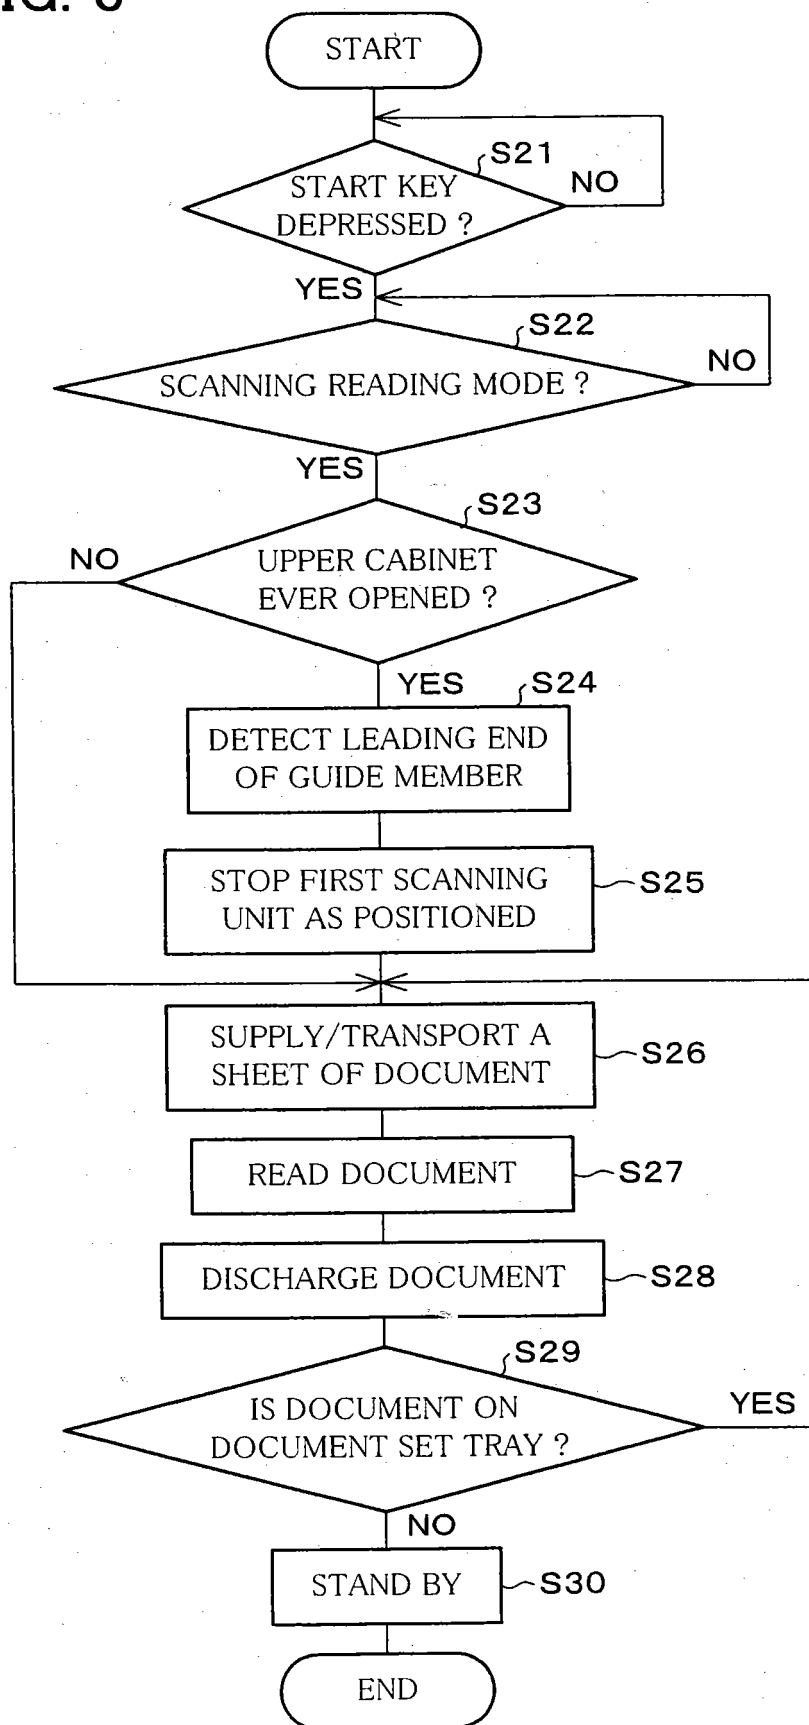 START
S21
START KEY
DEPRESSED ?
NO
YES
S22
SCANNING READING MODE ?
NO
YES
S23
UPPER CABINET
EVER OPENED ?
NO
YES
S24
DETECT LEADING END
OF GUIDE MEMBER
STOP FIRST SCANNING
UNIT AS POSITIONED
S25
SUPPLY/TRANSPORT A
SHEET OF DOCUMENT
S26
READ DOCUMENT
S27
DISCHARGE DOCUMENT
S28
S29
IS DOCUMENT ON
DOCUMENT SET TRAY ?
YES
NO
STAND BY
S30
END